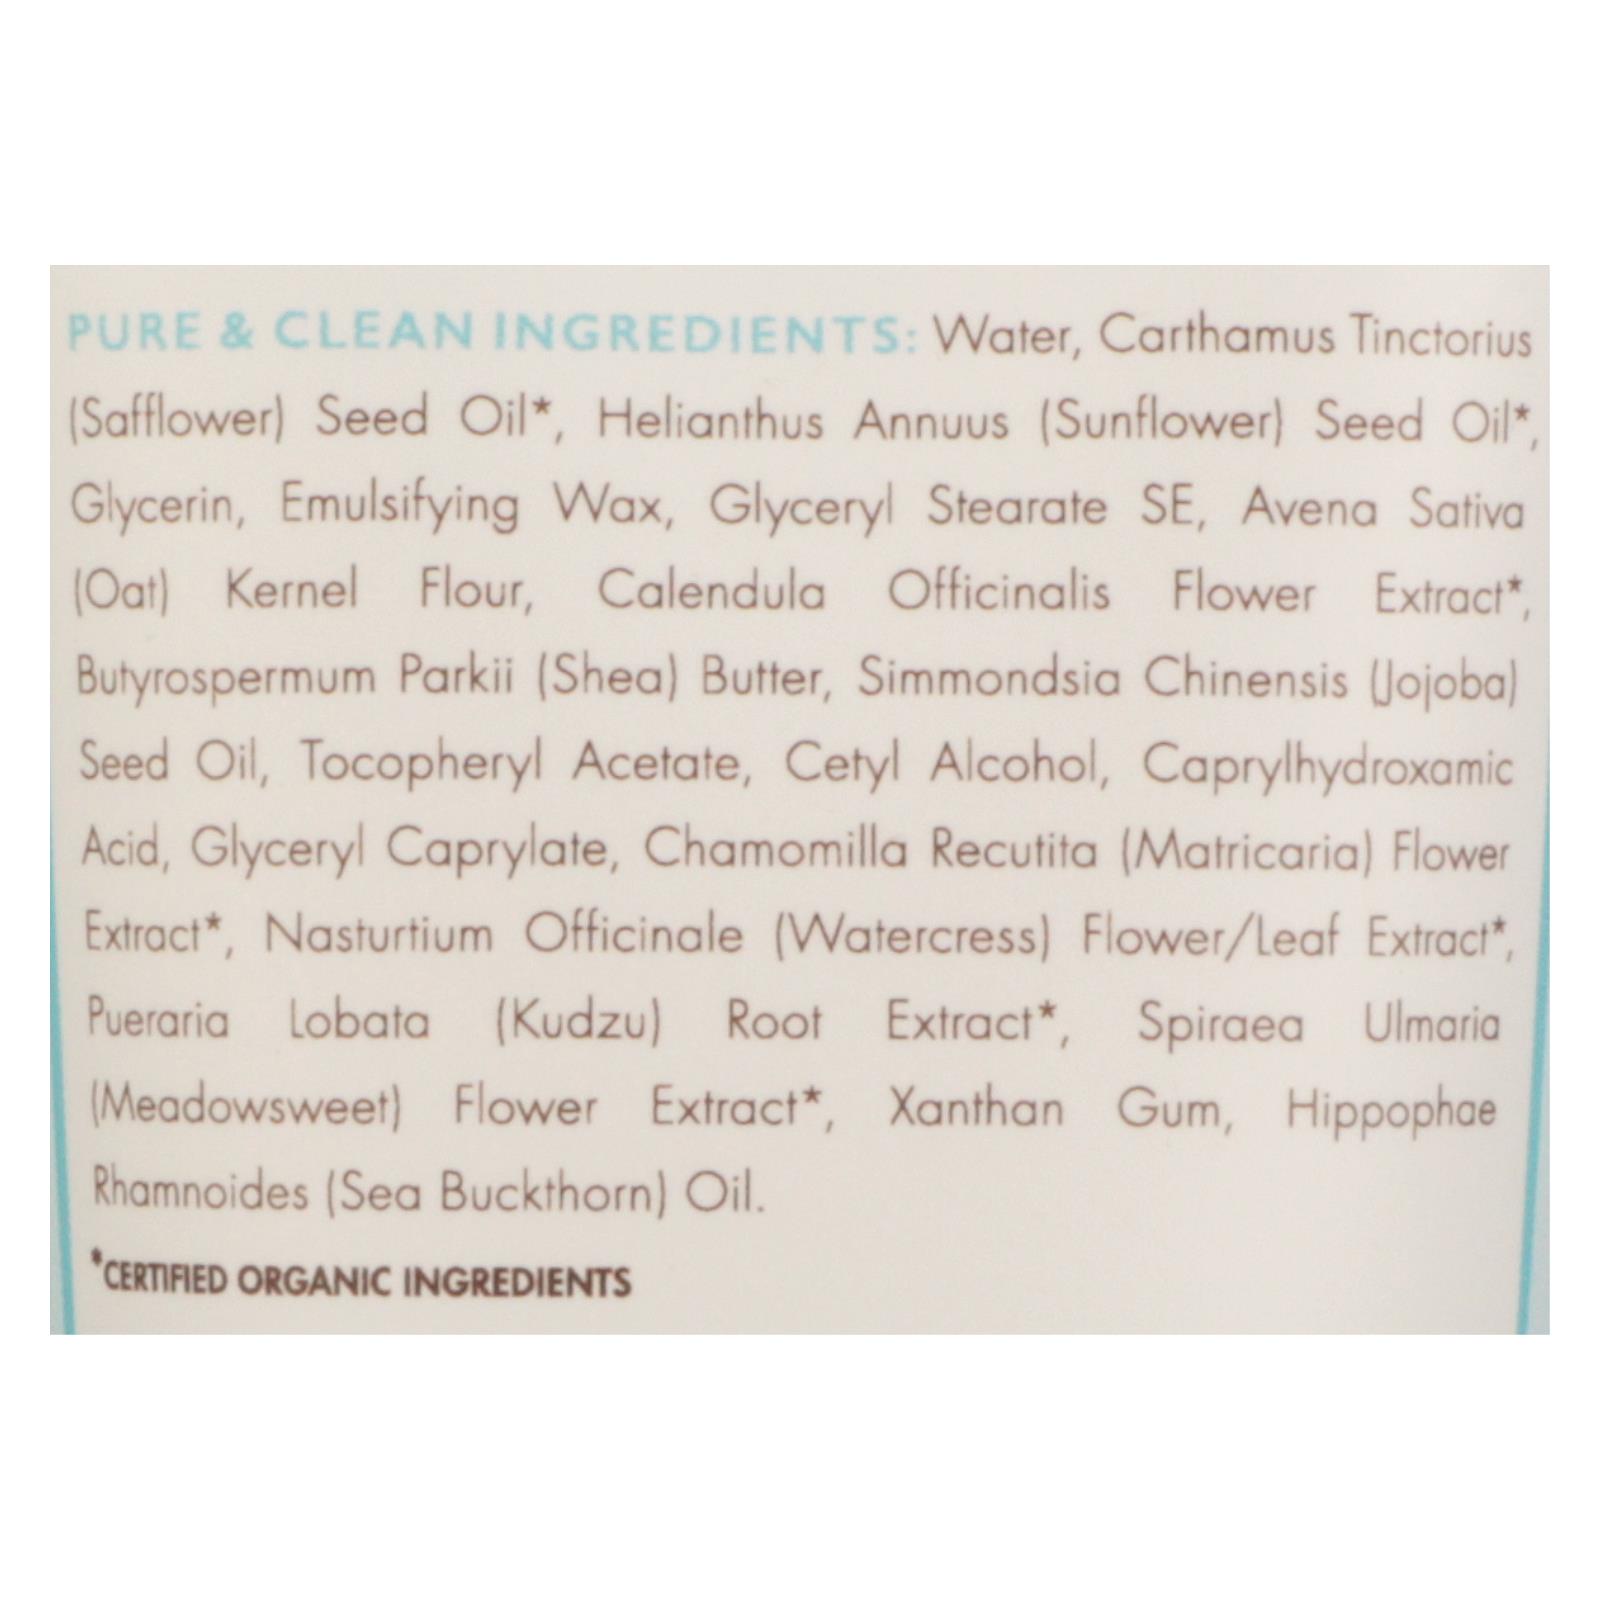 PURE & CLEAN INGREDIENTS: Water, Carthamus Tinctorius
(Safflower) Seed Oil*, Helianthus Annuus (Sunflower) Seed Oil*,
Glycerin, Emulsifying Wax, Glyceryl Stearate SE, Avena Sativa
(Oat) Kernel Flour, Calendula Officinalis Flower Extract*,
Butyrospermum Parkii (Shea) Butter, Simmondsia Chinensis (Jojoba)
Seed Oil, Tocopheryl Acetate, Cetyl Alcohol, Caprylhydroxamic
Acid, Glyceryl Caprylate, Chamomilla Recutita (Matricaria) Flower
Extract*, Nasturtium Officinale (Watercress) Flower/Leaf Extract*,
Pueraria Lobata (Kudzu) Root Extract*, Spiraea Ulmaria
(Meadowsweet) Flower Extract*, Xanthan Gum, Hippophae
Rhamnoides (Sea Buckthorn) Oil.
*CERTIFIED ORGANIC INGREDIENTS